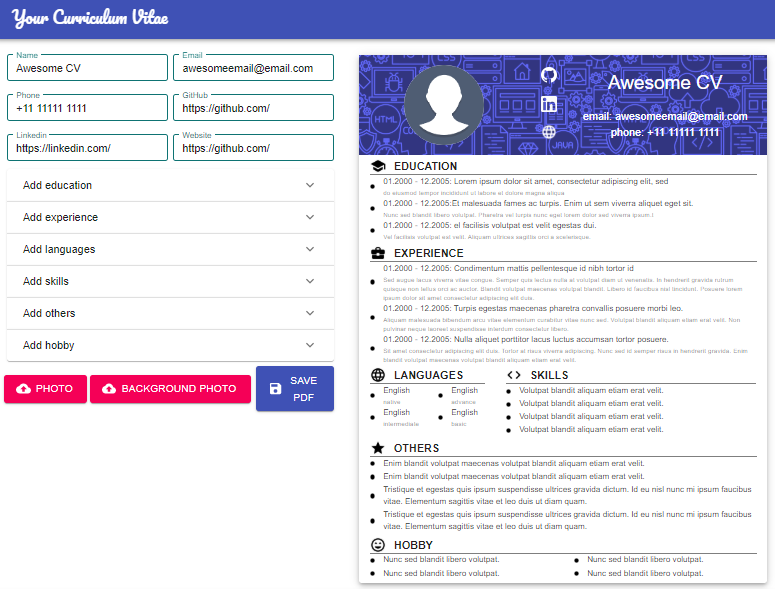 Your Curriculum Vitae
Name
Awesome CV
Email
awesomeemail@email.com
Phone
+11 11111 1111
GitHub
https://github.com/
Linkedin
https://linkedin.com/
Website
https://github.com/
Add education
Add experience
Add languages
Add skills
Add others
Add hobby
PHOTO
BACKGROUND PHOTO
SAVE
PDF
HTML
CSS
JAVA
Awesome CV
email: awesomeemail@email.com
phone: +11 11111 1111
EDUCATION
01.2000 - 12.2005: Lorem ipsum dolor sit amet, consectetur adipiscing elit, sed
do eiusmod tempor incididunt ut labore et dolore magna aliqua
01.2000 - 12.2005:Et malesuada fames ac turpis. Enim ut sem viverra aliquet eget sit.
Nunc sed blandit libero volutpat. Pharetra vel turpis nunc eget lorem dolor sed viverra ipsum.I
01.2000 - 12.2005: el facilisis volutpat est velit egestas dui.
Vel facilisis volutpat est velit. Aliquam ultrices sagittis orci a scelerisque.
EXPERIENCE
01.2000 - 12.2005: Condimentum mattis pellentesque id nibh tortor id
Sed augue lacus viverra vitae congue. Semper quis lectus nulla at volutpat diam ut venenatis. In hendrerit gravida rutrum
quisque non tellus orci ac auctor. Blandit volutpat maecenas volutpat blandit. Libero id faucibus nisl tincidunt. Posuere lorem
ipsum dolor sit amet consectetur adipiscing elit duis.
01.2000 - 12.2005: Turpis egestas maecenas pharetra convallis posuere morbi leo.
Aliquam malesuada bibendum arcu vitae elementum curabitur vitae nunc sed. Volutpat blandit aliquam etiam erat velit. Non
pulvinar neque laoreet suspendisse interdum consectetur libero.
01.2000 - 12.2005: Nulla aliquet porttitor lacus luctus accumsan tortor posuere.
Sit amet consectetur adipiscing elit duis. Tortor at risus viverra adipiscing. Nunc sed id semper risus in hendrerit gravida. Enim
blandit volutpat maecenas volutpat blandit aliquam etiam erat velit.
LANGUAGES
English
native
English
advance
English
intermediate
English
basic
SKILLS
Volutpat blandit aliquam etiam erat velit.
Volutpat blandit aliquam etiam erat velit.
Volutpat blandit aliquam etiam erat velit.
Volutpat blandit aliquam etiam erat velit.
OTHERS
Enim blandit volutpat maecenas volutpat blandit aliquam etiam erat velit.
Enim blandit volutpat maecenas volutpat blandit aliquam etiam erat velit.
Tristique et egestas quis ipsum suspendisse ultrices gravida dictum. Id eu nisl nunc mi ipsum faucibus
vitae. Elementum sagittis vitae et leo duis ut diam quam.
Tristique et egestas quis ipsum suspendisse ultrices gravida dictum. Id eu nisl nunc mi ipsum faucibus
vitae. Elementum sagittis vitae et leo duis ut diam quam.
HOBBY
Nunc sed blandit libero volutpat.
Nunc sed blandit libero volutpat.
Nunc sed blandit libero volutpat.
Nunc sed blandit libero volutpat.